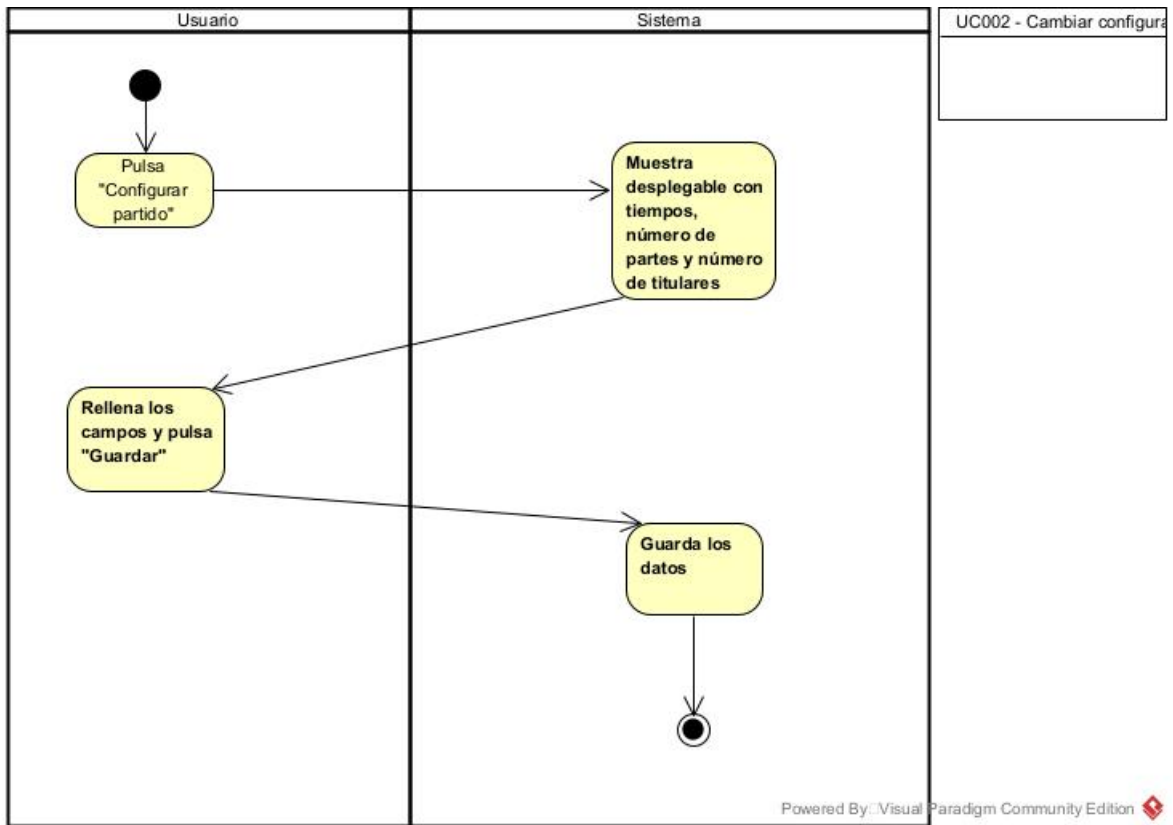 Usuario
Sistema
UC002 - Cambiar configura
Pulsa
"Configurar
partido"
Muestra
desplegable con
tiempos,
número de
partes y número
de titulares
Rellena los
campos y pulsa
"Guardar"
Guarda los
datos
Powered By Visual Paradigm Community Edition